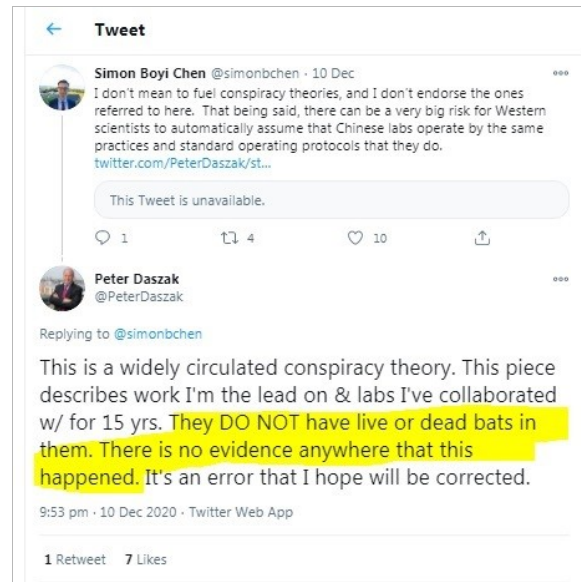 Tweet
Simon Boyi Chen @simonbchen · 10 Dec
I don't mean to fuel conspiracy theories, and I don't endorse the ones
referred to here.  That being said, there can be a very big risk for Western
scientists to automatically assume that Chinese labs operate by the same
practices and standard operating protocols that they do.
twitter.com/PeterDaszak/st...
This Tweet is unavailable.
1 4 10
Peter Daszak
@PeterDaszak
Replying to @simonbchen
This is a widely circulated conspiracy theory. This piece
describes work I'm the lead on & labs I've collaborated
w/ for 15 yrs. They DO NOT have live or dead bats in
them. There is no evidence anywhere that this
happened. It's an error that I hope will be corrected.
9:53 pm · 10 Dec 2020 · Twitter Web App
1 Retweet 7 Likes